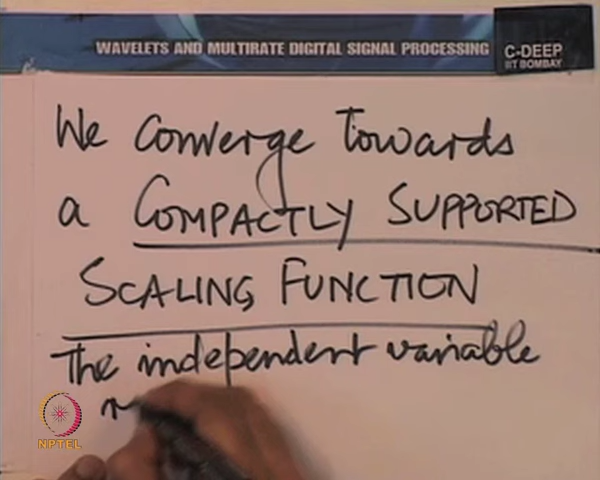 WAVELETS AND MULTIRATE DIGITAL SIGNAL PROCESSING
C-DEEP
IIT BOMBAY
We Converge Towards
a COMPACTLY SUPPORTED
SCALING FUNCTION
The independent variable
NPTEL